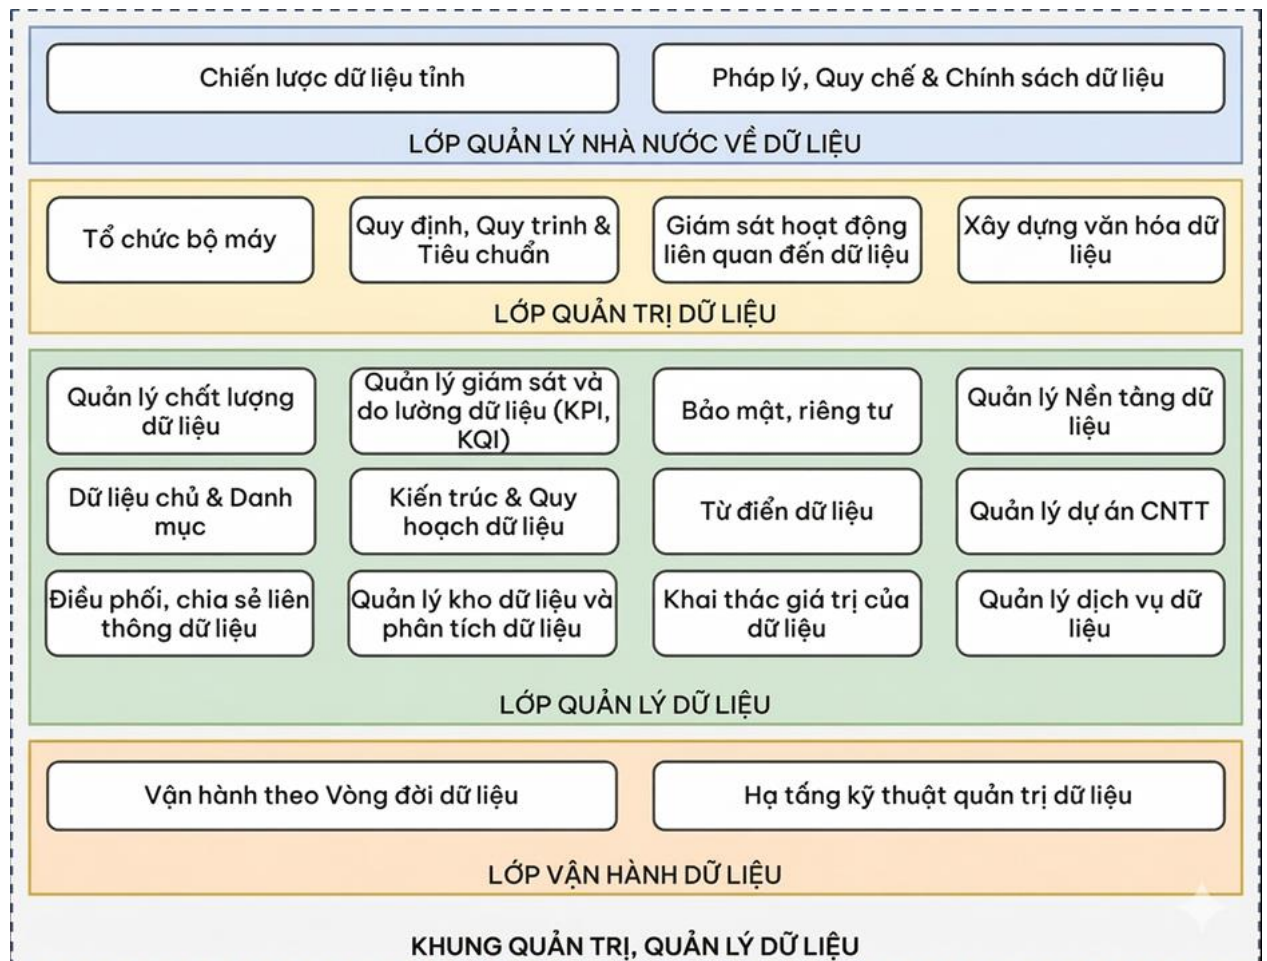 Chiến lược dữ liệu tỉnh
Pháp lý, Quy chế & Chính sách dữ liệu
LỚP QUẢN LÝ NHÀ NƯỚC VỀ DỮ LIỆU
Tổ chức bộ máy
Quy định, Quy trinh &
Tiêu chuẩn
Giám sát hoạt động
liên quan đến dữ liệu
Xây dựng văn hóa dữ
liệu
LỚP QUẢN TRỊ DỮ LIỆU
Quản lý chất lượng
dữ liệu
Quản lý giám sát và
do lường dữ liệu (KPI,
KQI)
Bảo mật, riêng tư
Quản lý Nền tảng dữ
liệu
Dữ liệu chủ & Danh
mục
Kiến trúc & Quy
hoạch dữ liệu
Từ điển dữ liệu
Quản lý dự án CNTT
Điều phối, chia sẻ liên
thông dữ liệu
Quản lý kho dữ liệu và
phân tích dữ liệu
Khai thác giá trị của
dữ liệu
Quản lý dịch vụ dữ
liệu
LỚP QUẢN LÝ DỮ LIỆU
Vận hành theo Vòng đời dữ liệu
Hạ tấng kỹ thuật quản trị dữ liệu
LỚP VẬN HÀNH DỮ LIỆU
KHUNG QUẢN TRỊ, QUẢN LÝ DỮ LIỆU